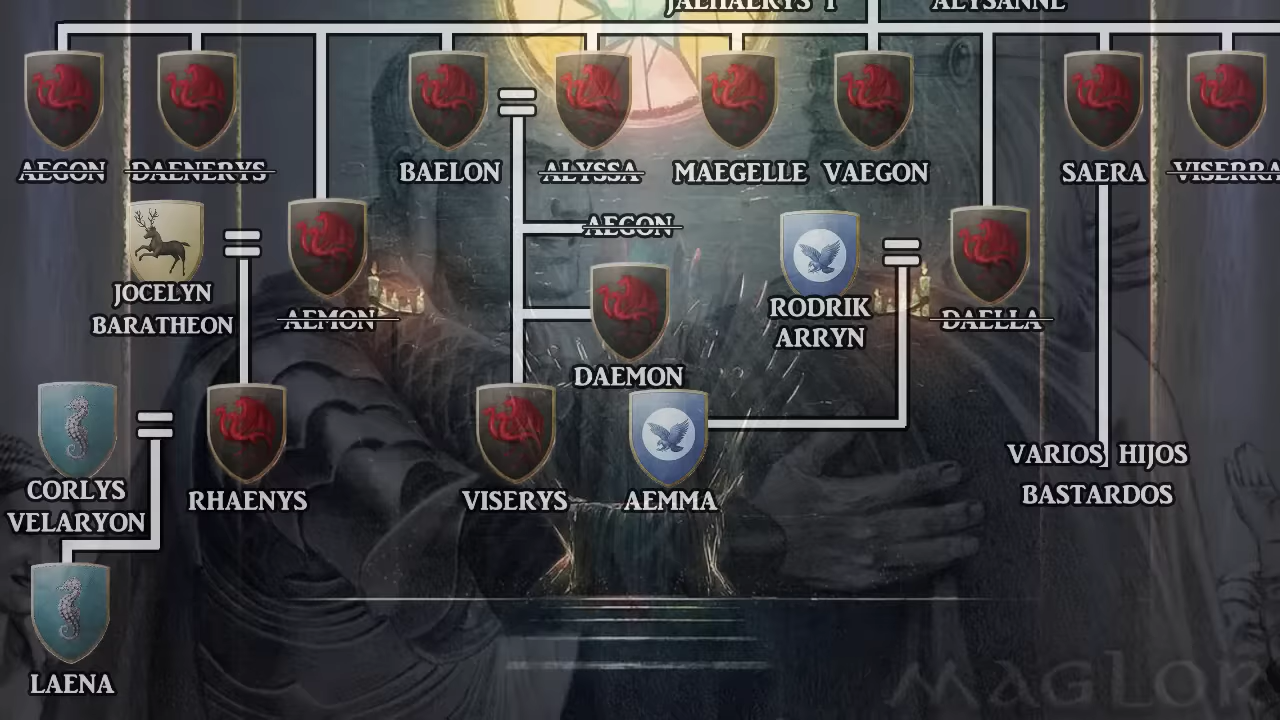 JAEHAERYS I ALYSANNE
AEGON DAENERYS BAELON ALYSSA MAEGELLE VAEGON SAERA VISERRA
AEGON
JOCELYN
BARATHEON
AEMON
RODRIK
ARRYN
DAELLA
DAEMON
VARIOS HIJOS
BASTARDOS
CORLYS
VELARYON
RHAENYS
VISERYS
AEMMA
LAENA
MAGLOR